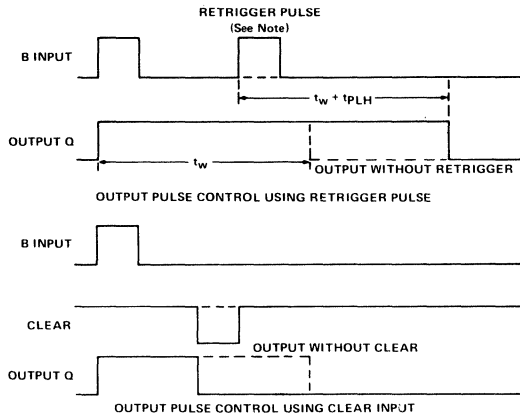 RETRIGGER PULSE
(See Note)
B INPUT
tw + tPLH
OUTPUT Q
tw
OUTPUT WITHOUT RETRIGGER
OUTPUT PULSE CONTROL USING RETRIGGER PULSE
B INPUT
CLEAR
OUTPUT WITHOUT CLEAR
OUTPUT Q
OUTPUT PULSE CONTROL USING CLEAR INPUT